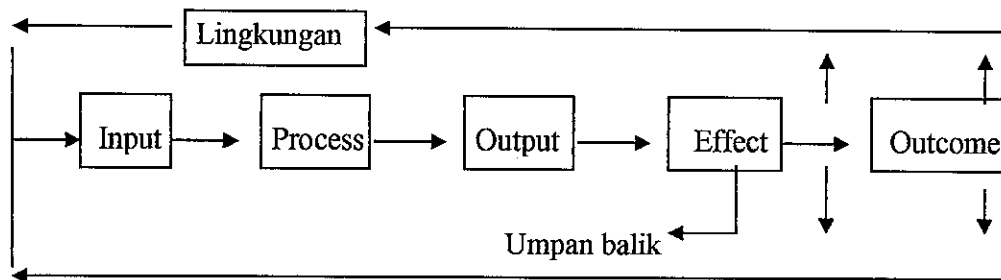 Lingkungan
Input
Process
Output
Effect
Outcome
Umpan balik